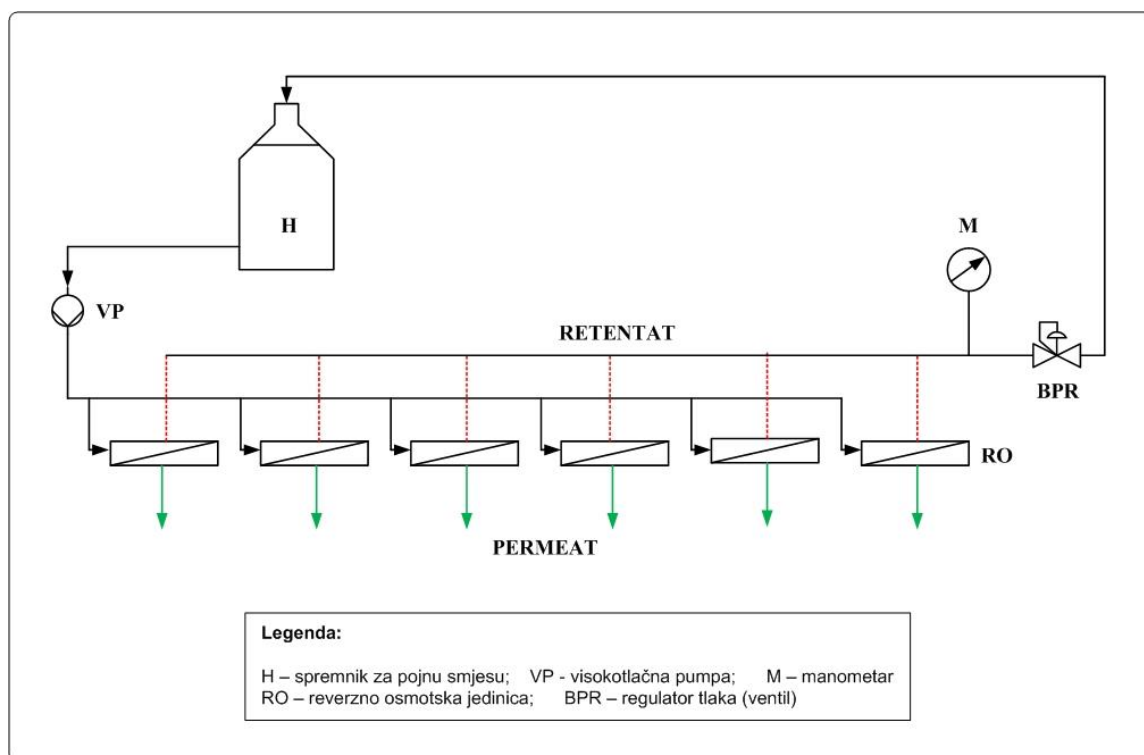 H
M
VP
RETENTAT
BPR
RO
PERMEAT
Legenda:
H – spremnik za pojnu smjesu; VP - visokotlačna pumpa; M – manometar
RO – reverzno osmotska jedinica; BPR – regulator tlaka (ventil)